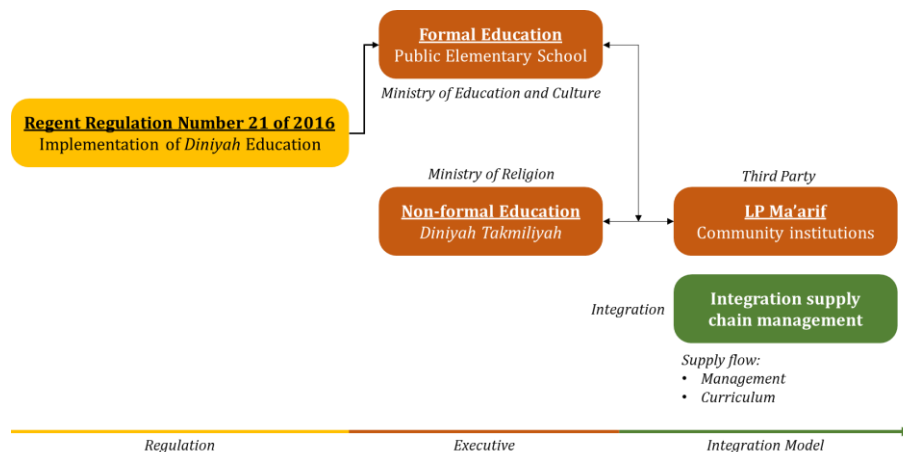 Formal Education
Public Elementary School
Ministry of Education and Culture
Regent Regulation Number 21 of 2016
Implementation of Diniyah Education
Ministry of Religion
Non-formal Education
Diniyah Takmiliyah
Third Party
LP Ma'arif
Community institutions
Integration
Integration supply
chain management
Supply flow:
• Management
• Curriculum
Regulation
Executive
Integration Model